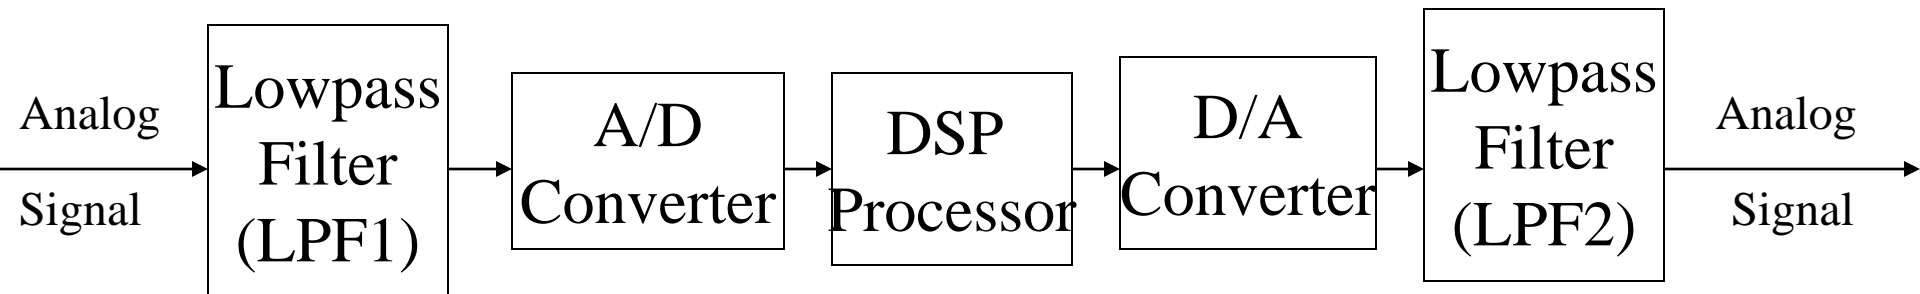 Analog
Signal
Lowpass
Filter
(LPF1)
A/D
Converter
DSP
Processor
D/A
Converter
Lowpass
Filter
(LPF2)
Analog
Signal